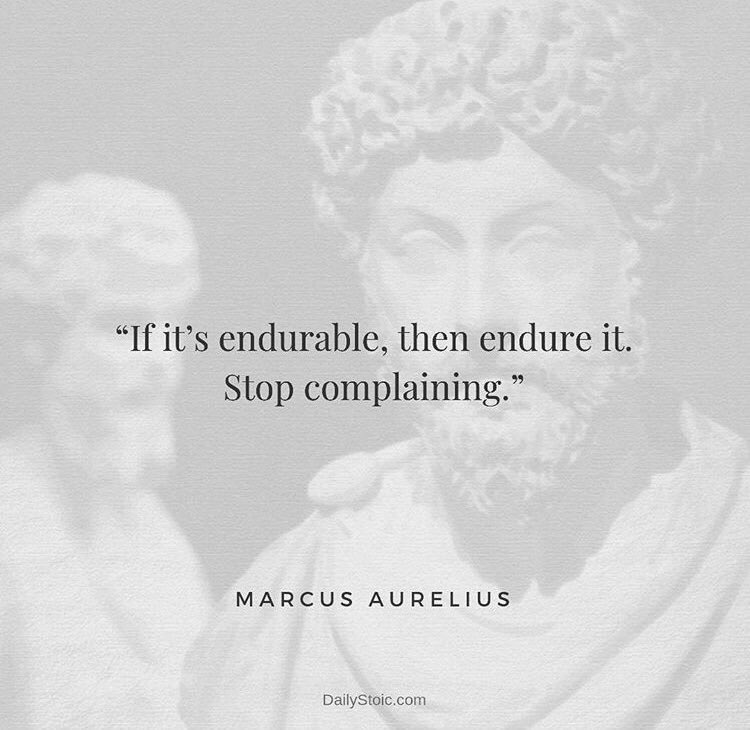 “If it’s endurable, then endure it.
Stop complaining.”
MARCUS AURELIUS
DailyStoic.com